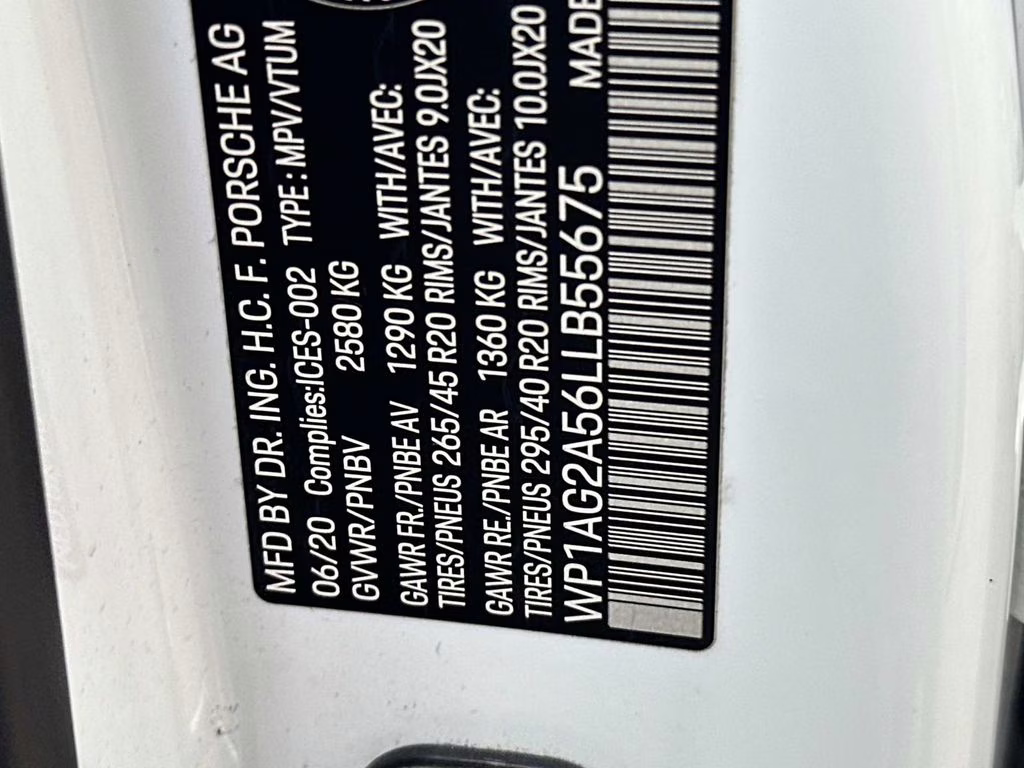 MFD BY DR. ING. H.C. F. PORSCHE AG
06/20 Complies:ICES-002 TYPE : MPV/VTUM
GVWR/PNBV 2580 KG
GAWR FR./PNBE AV 1290 KG WITH/AVEC:
TIRES/PNEUS 265/45 R20 RIMS/JANTES 9.0JX20
GAWR RE./PNBE AR 1360 KG WITH/AVEC:
TIRES/PNEUS 295/40 R20 RIMS/JANTES 10.0JX20
WP1AG2A56LLB55675 MADE